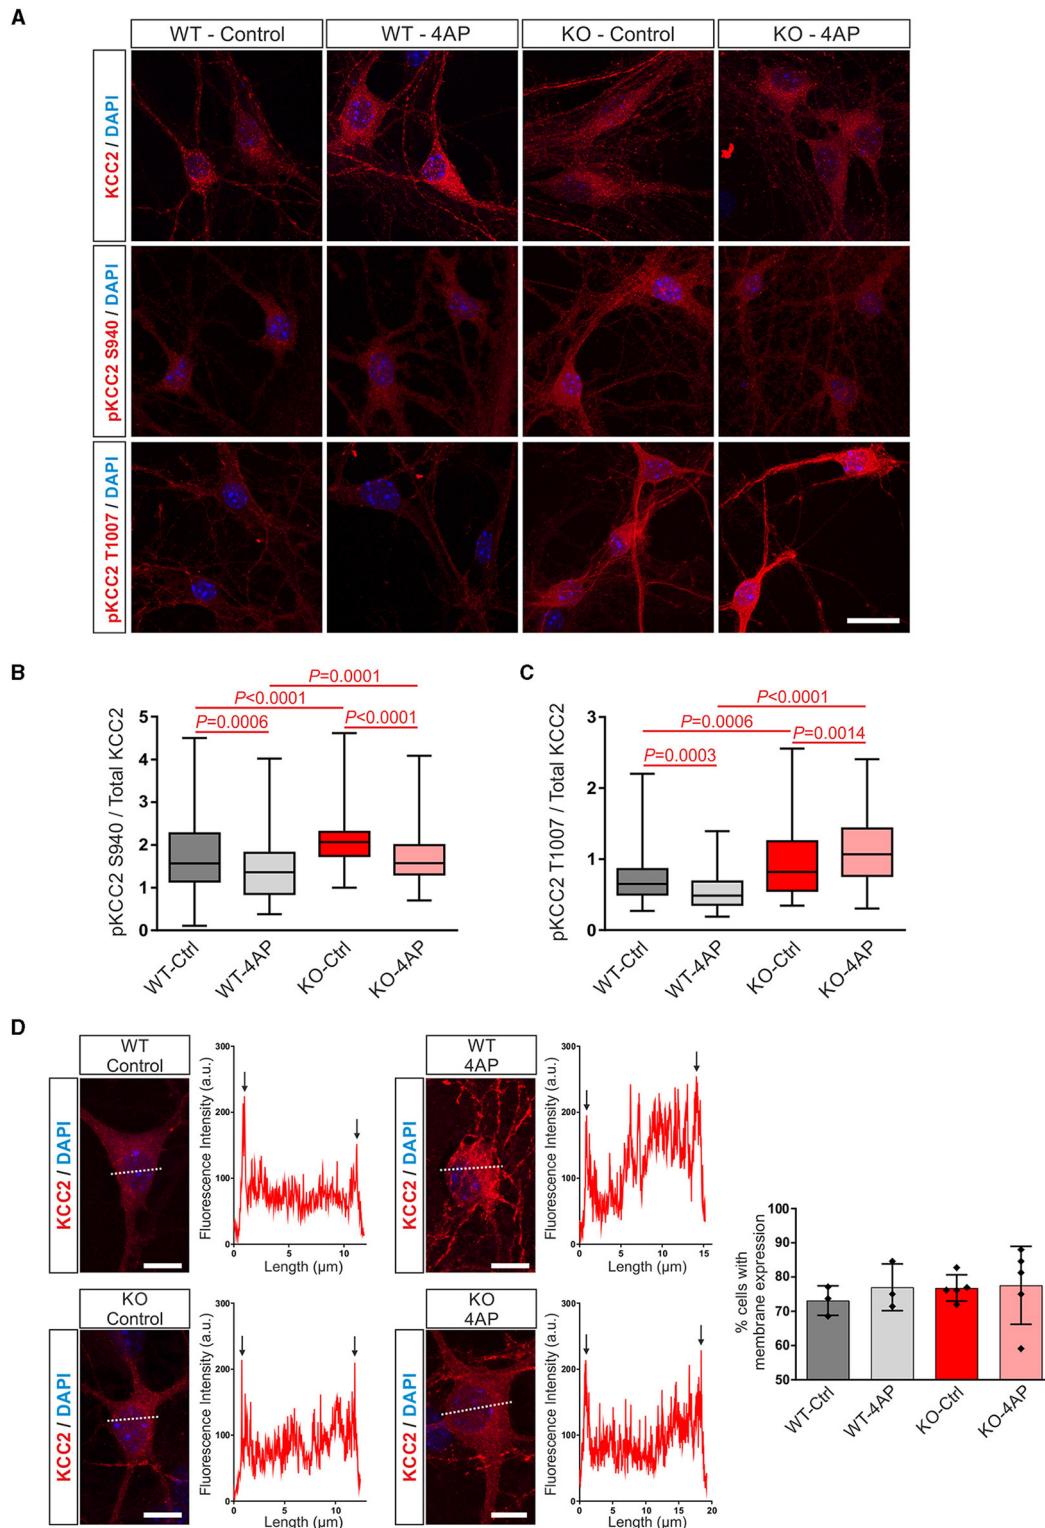 A
WT - Control
WT - 4AP
KO - Control
KO - 4AP
KCC2 / DAPI
pKCC2 S940 / DAPI
pKCC2 T1007 / DAPI
B
P=0.0001
P<0.0001
P=0.0006
P<0.0001
pKCC2 S940 / Total KCC2
5
4
3
2
1
0
WT-Ctrl
WT-4AP
KO-Ctrl
KO-4AP
C
P<0.0001
P=0.0006
P=0.0014
P=0.0003
pKCC2 T1007 / Total KCC2
3
2
1
0
WT-Ctrl
WT-4AP
KO-Ctrl
KO-4AP
D
WT
Control
KCC2 / DAPI
Fluorescence Intensity (a.u.)
300
200
100
0
0 5 10
Length (μm)
WT
4AP
KCC2 / DAPI
Fluorescence Intensity (a.u.)
300
200
100
0
0 5 10 15
Length (μm)
KO
Control
KCC2 / DAPI
Fluorescence Intensity (a.u.)
300
200
100
0
0 5 10
Length (μm)
KO
4AP
KCC2 / DAPI
Fluorescence Intensity (a.u.)
300
200
100
0
0 5 10 15 20
Length (μm)
% cells with
membrane expression
100
90
80
70
60
50
WT-Ctrl
WT-4AP
KO-Ctrl
KO-4AP